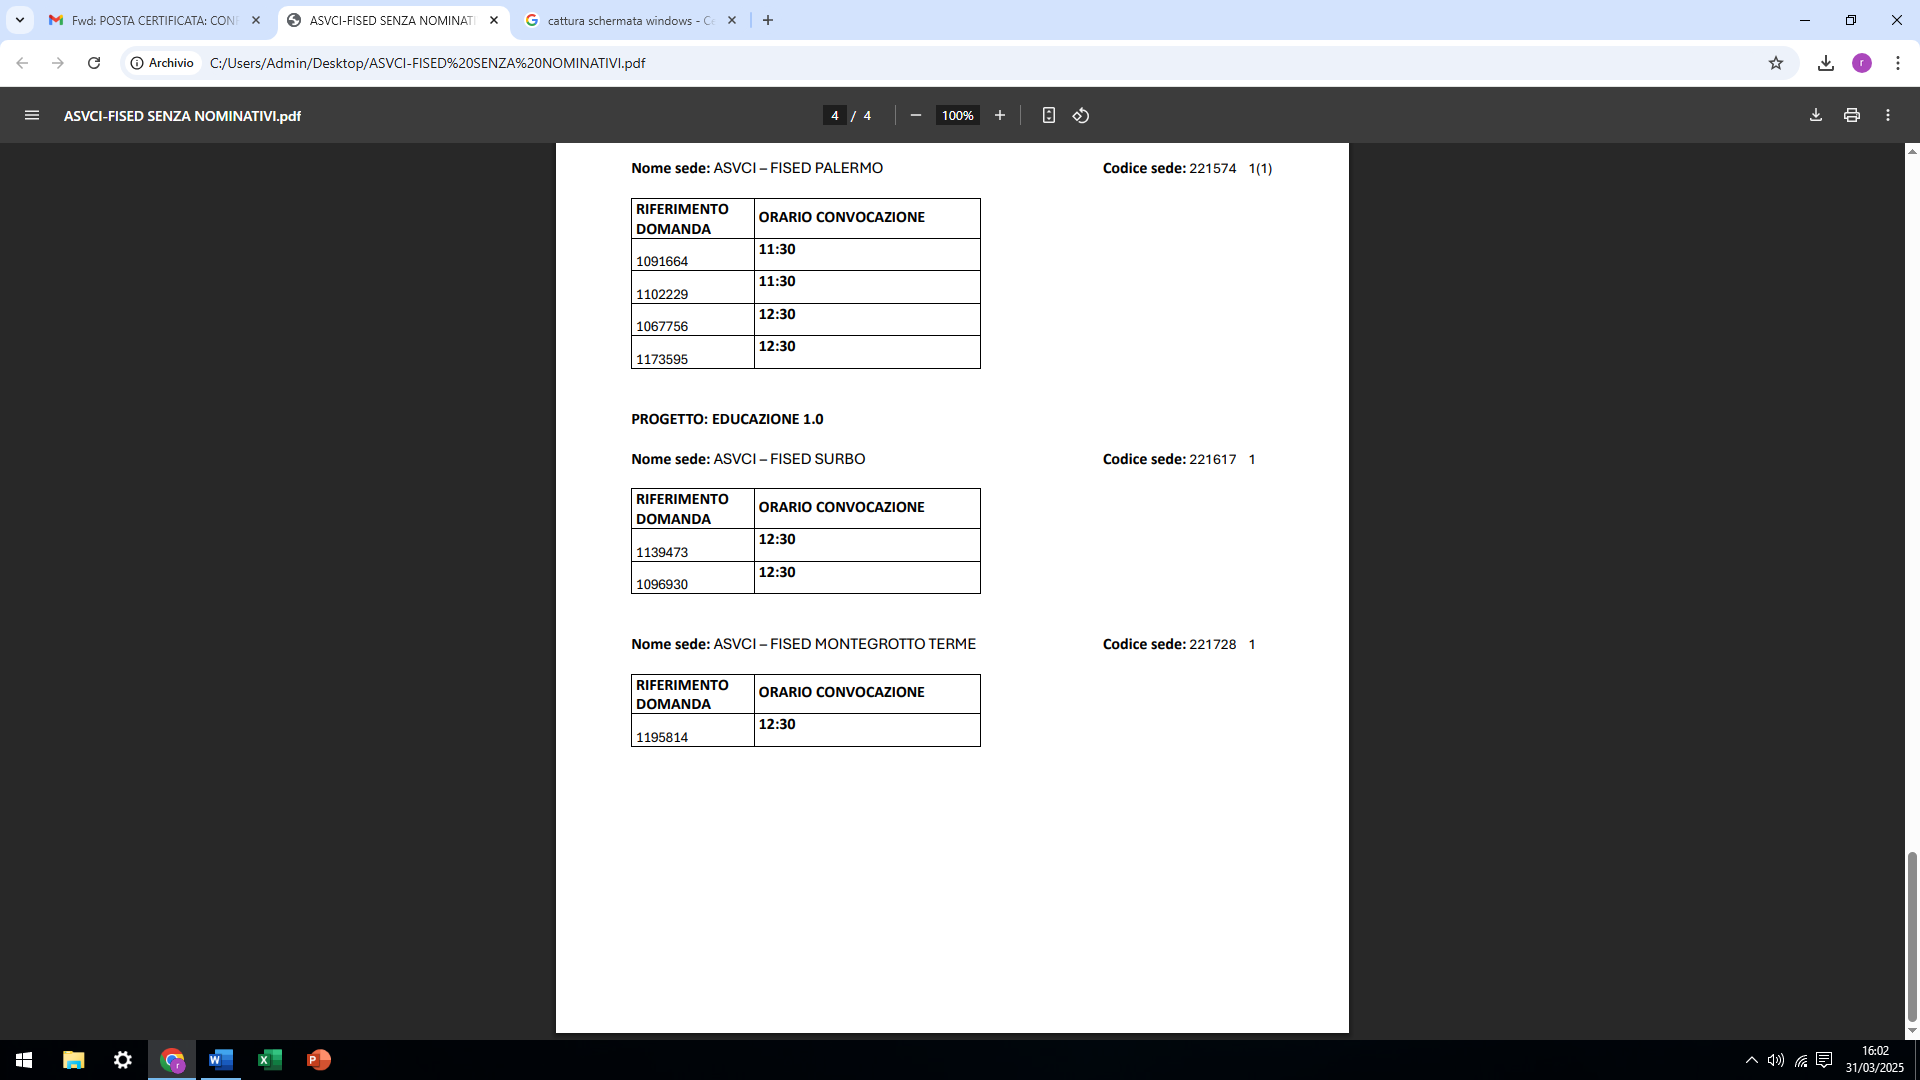 Fwd: POSTA CERTIFICATA: CON
ASVCI-FISED SENZA NOMINATI
cattura schermata windows - Ce
Archivio
C:/Users/Admin/Desktop/ASVCI-FISED%20SENZA%20NOMINATIVI.pdf
r
ASVCI-FISED SENZA NOMINATIVI.pdf
4 / 4
100%
Nome sede: ASVCI – FISED PALERMO Codice sede: 221574 1(1)
RIFERIMENTO DOMANDA ORARIO CONVOCAZIONE
1091664 11:30
1102229 11:30
1067756 12:30
1173595 12:30
PROGETTO: EDUCAZIONE 1.0
Nome sede: ASVCI – FISED SURBO Codice sede: 221617 1
RIFERIMENTO DOMANDA ORARIO CONVOCAZIONE
1139473 12:30
1096930 12:30
Nome sede: ASVCI – FISED MONTEGROTTO TERME Codice sede: 221728 1
RIFERIMENTO DOMANDA ORARIO CONVOCAZIONE
1195814 12:30
16:02
31/03/2025